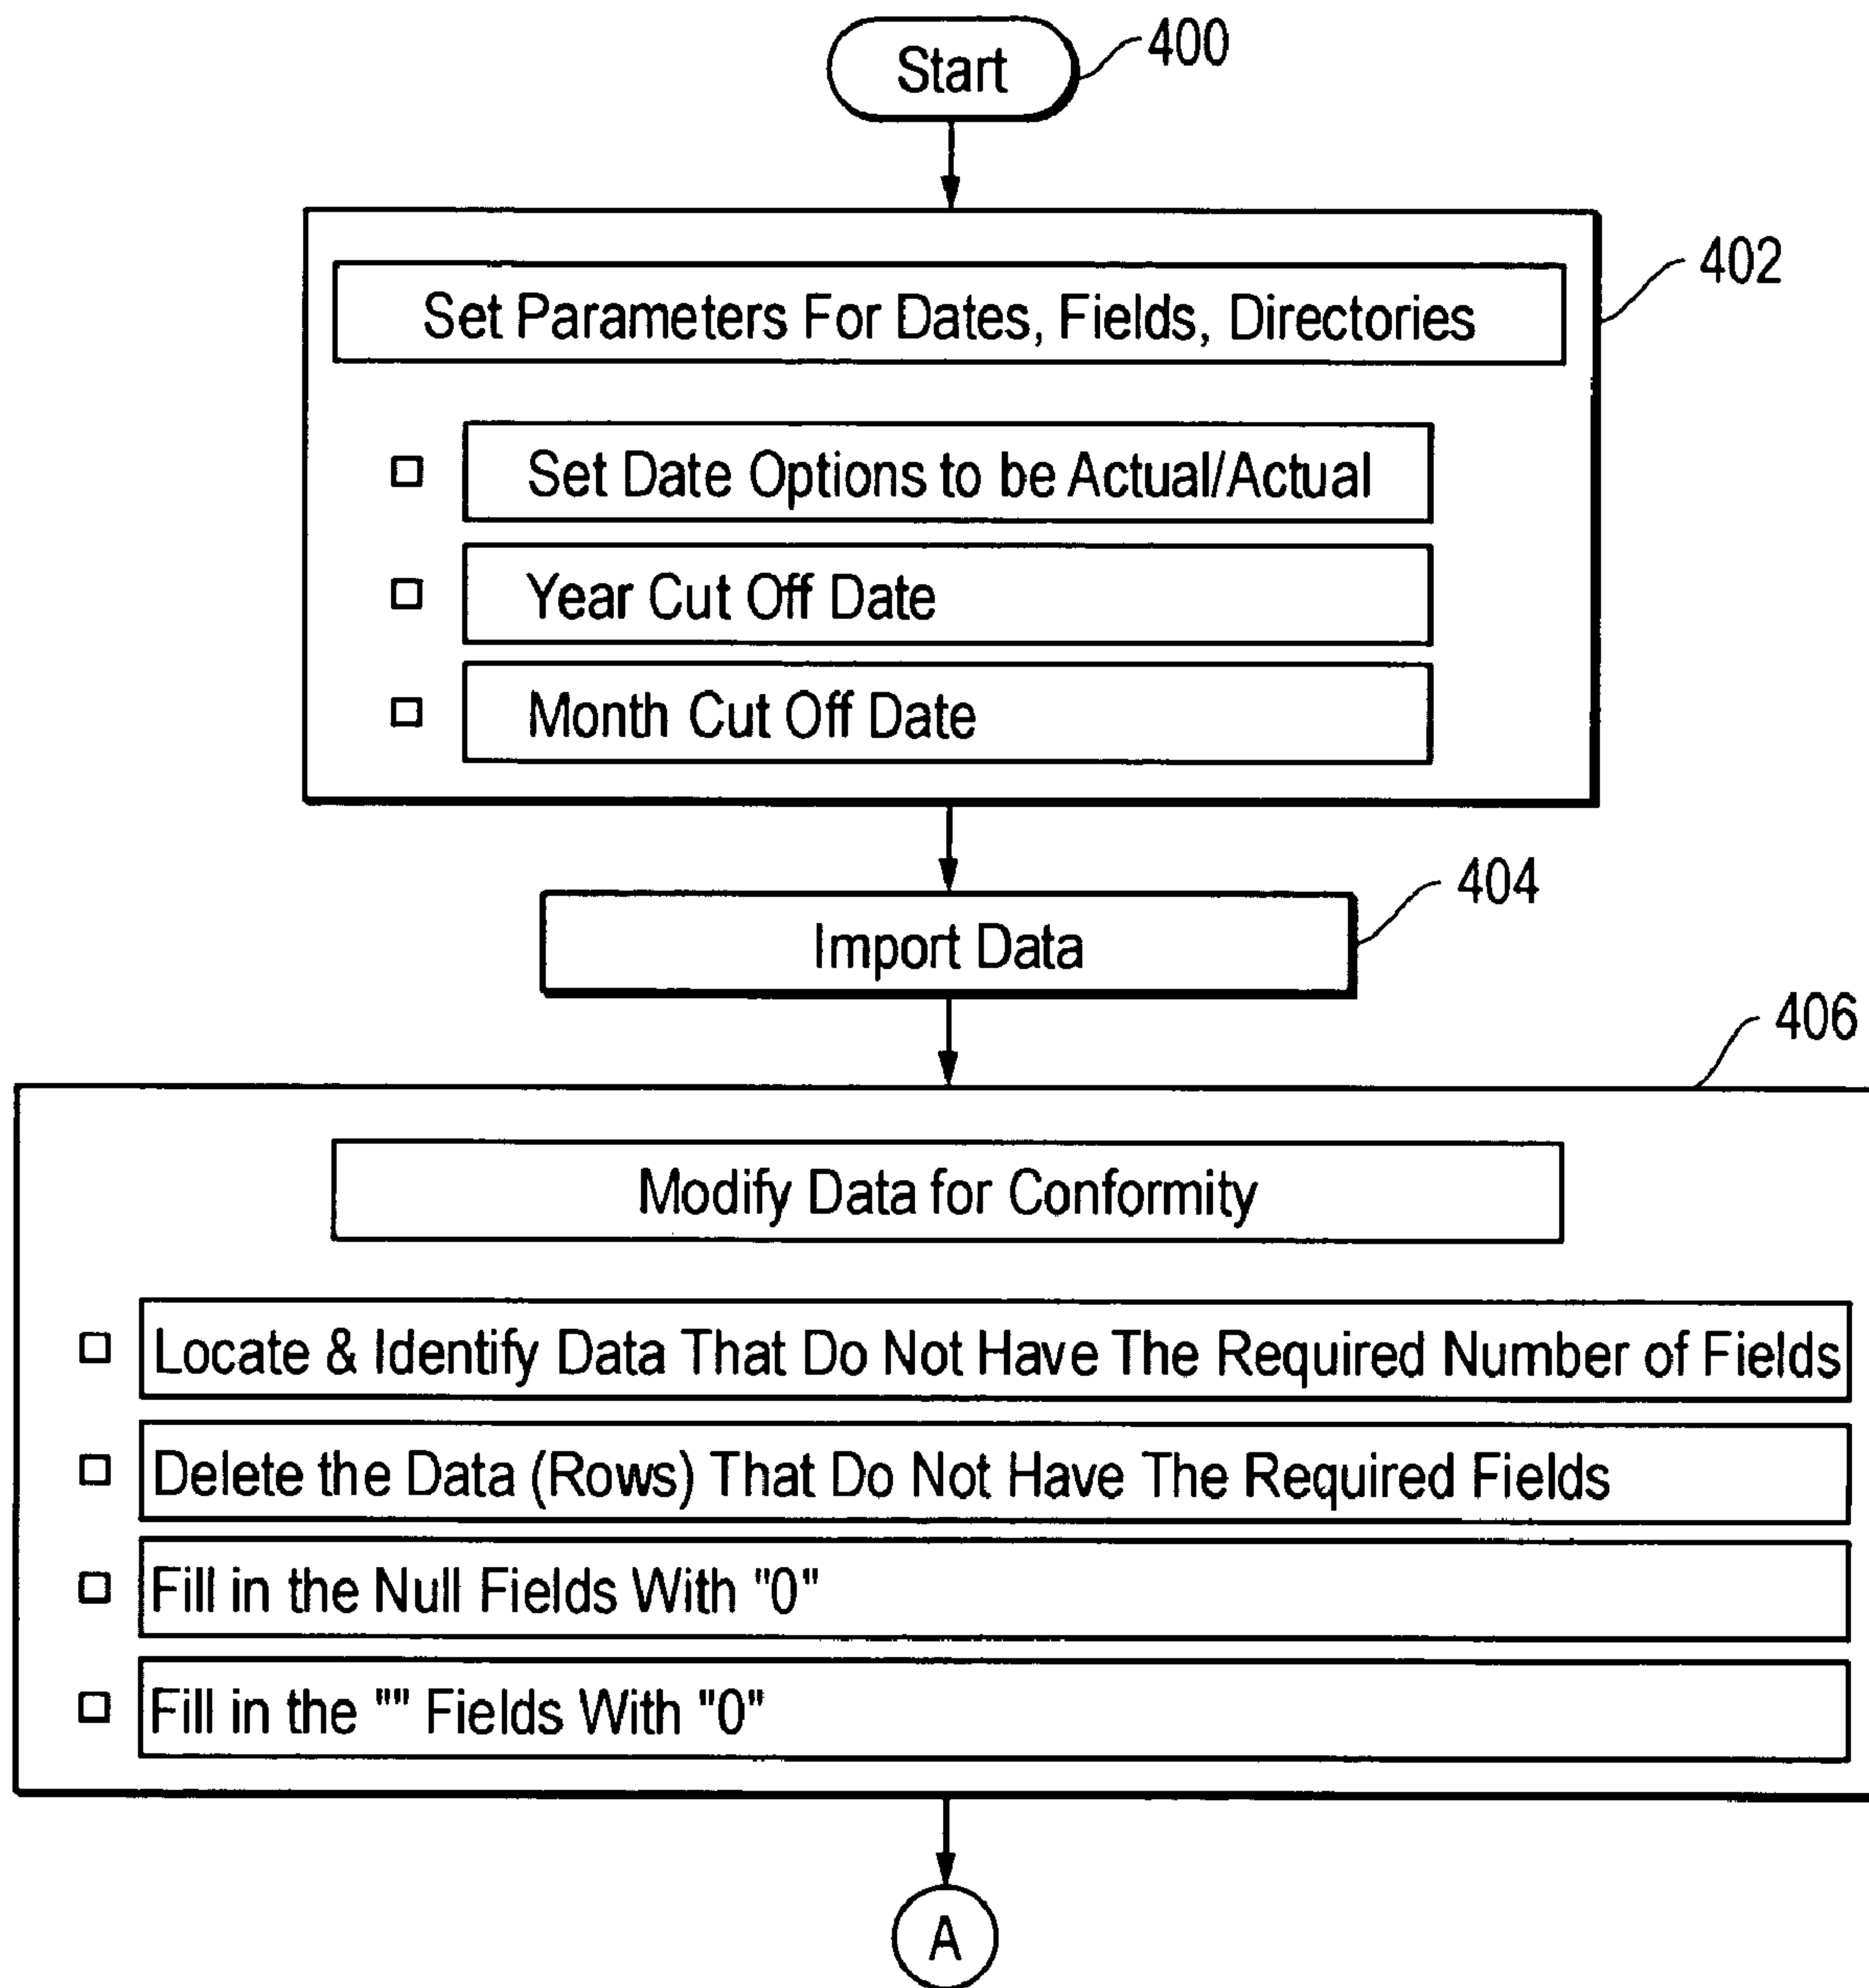 Start
400
402
Set Parameters For Dates, Fields, Directories
Set Date Options to be Actual/Actual
Year Cut Off Date
Month Cut Off Date
404
Import Data
406
Modify Data for Conformity
Locate & Identify Data That Do Not Have The Required Number of Fields
Delete the Data (Rows) That Do Not Have The Required Fields
Fill in the Null Fields With "0"
Fill in the "" Fields With "0"
A